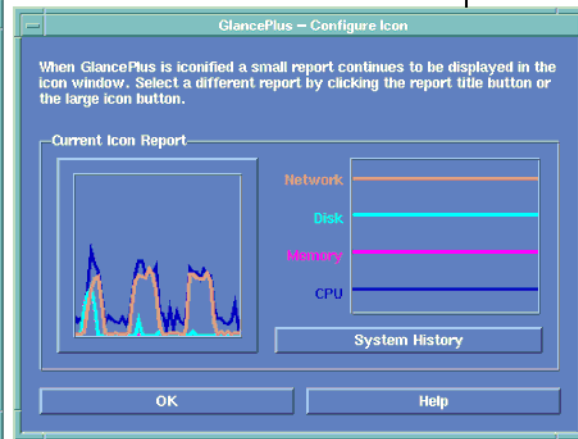 GlancePlus – Configure Icon
When GlancePlus is iconified a small report continues to be displayed in the
icon window. Select a different report by clicking the report title button or
the large icon button.
Current Icon Report
Network
Disk
Memory
CPU
System History
OK
Help